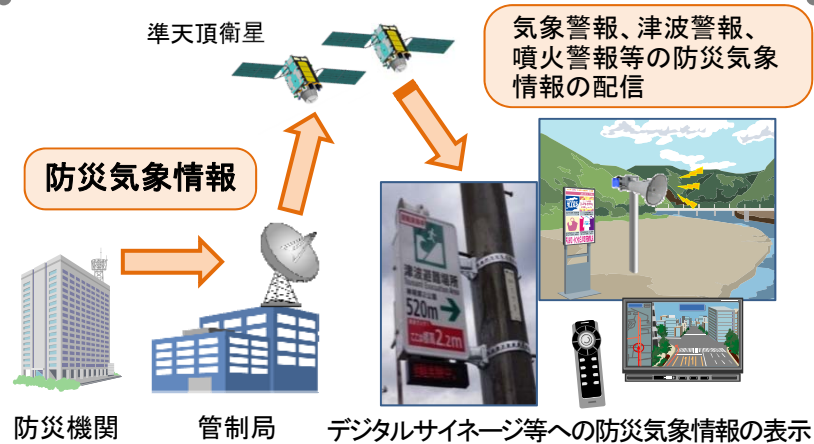 準天頂衛星
気象警報、津波警報、
噴火警報等の防災気象
情報の配信
防災気象情報
津波避難場所
Tsunami Evacuation Area
520m
2.2m
防災機関
管制局
デジタルサイネージ等への防災気象情報の表示